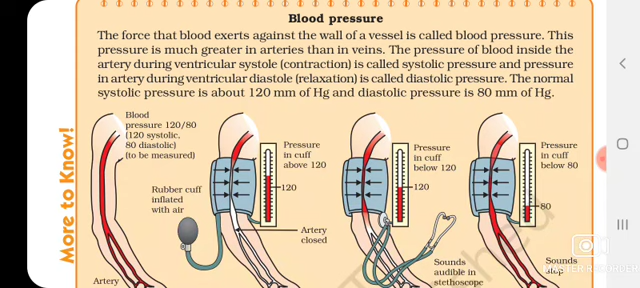 Blood pressure
The force that blood exerts against the wall of a vessel is called blood pressure. This
pressure is much greater in arteries than in veins. The pressure of blood inside the
artery during ventricular systole (contraction) is called systolic pressure and pressure
in artery during ventricular diastole (relaxation) is called diastolic pressure. The normal
systolic pressure is about 120 mm of Hg and diastolic pressure is 80 mm of Hg.
More to Know!
Blood
pressure 120/80
(120 systolic,
80 diastolic)
(to be measured)
Rubber cuff
inflated
with air
Artery
Pressure
in cuff
above 120
120
Artery
closed
Pressure
in cuff
below 120
120
Sounds
audible in
stethoscope
Pressure
in cuff
below 80
80
Sounds